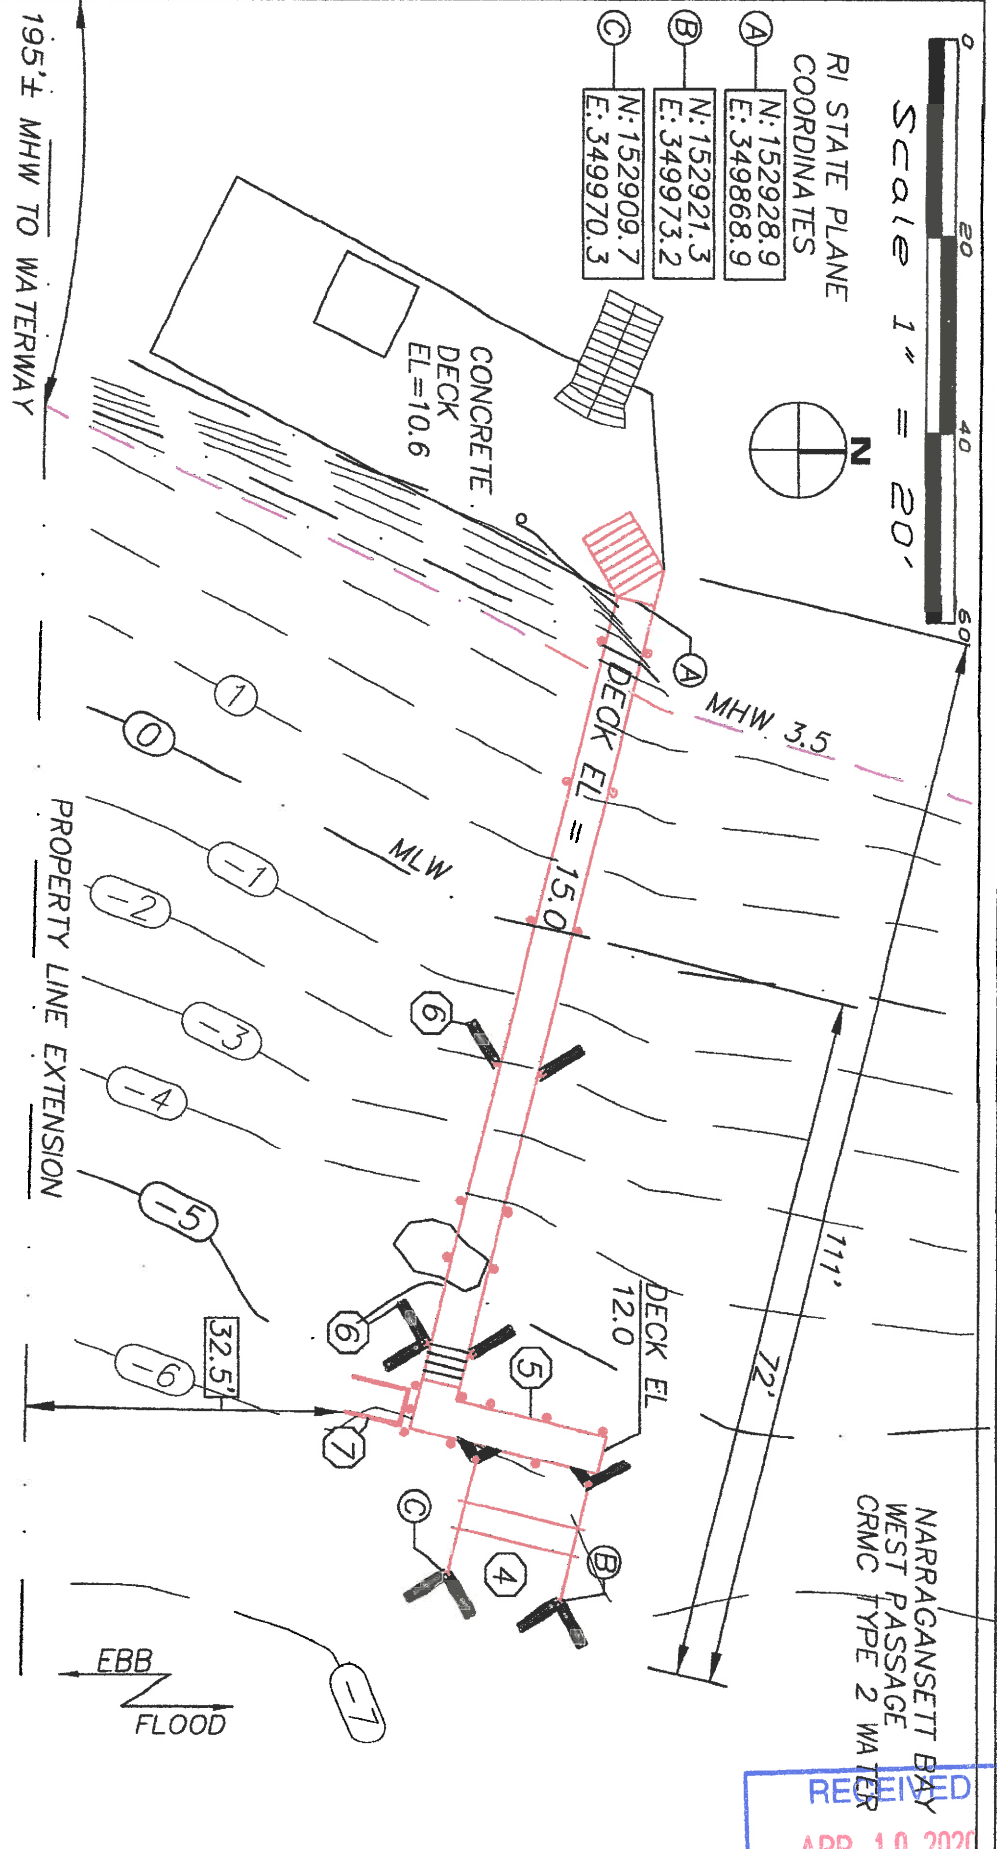 0 20 40 60
Scale 1" = 20'
RI STATE PLANE
COORDINATES
A
N: 152928.9
E: 349868.9
B
N: 152921.3
E: 349973.2
C
N: 152909.7
E: 349970.3
N
195'± MHW TO WATERWAY
CONCRETE
DECK
EL=10.6
A
MHW 3.5
DECK EL = 15.0
1
0
MLW
-1
-2
-3
-4
-5
-6
-7
PROPERTY LINE EXTENSION
6
6
111'
72'
DECK EL
12.0
5
32.5'
7
C
4
B
NARRAGANSETT BAY
WEST PASSAGE
CRMC TYPE 2 WATER
EBB
FLOOD
RECEIVED
APR 10 2020